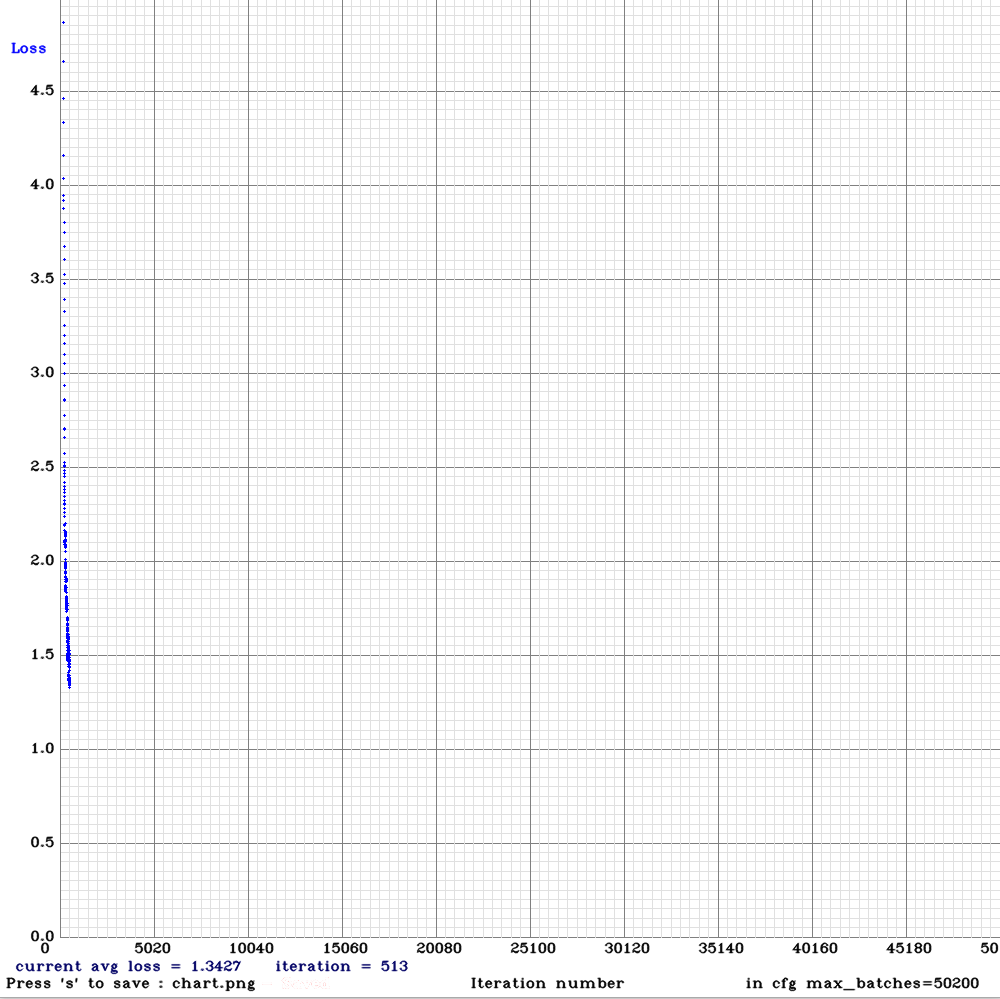 Loss
4.5
4.0
3.5
3.0
2.5
2.0
1.5
1.0
0.5
0.0
0 5020 10040 15060 20080 25100 30120 35140 40160 45180 50
current avg loss = 1.3427 iteration = 513
Press 's' to save : chart.png Iteration number in cfg max_batches=50200